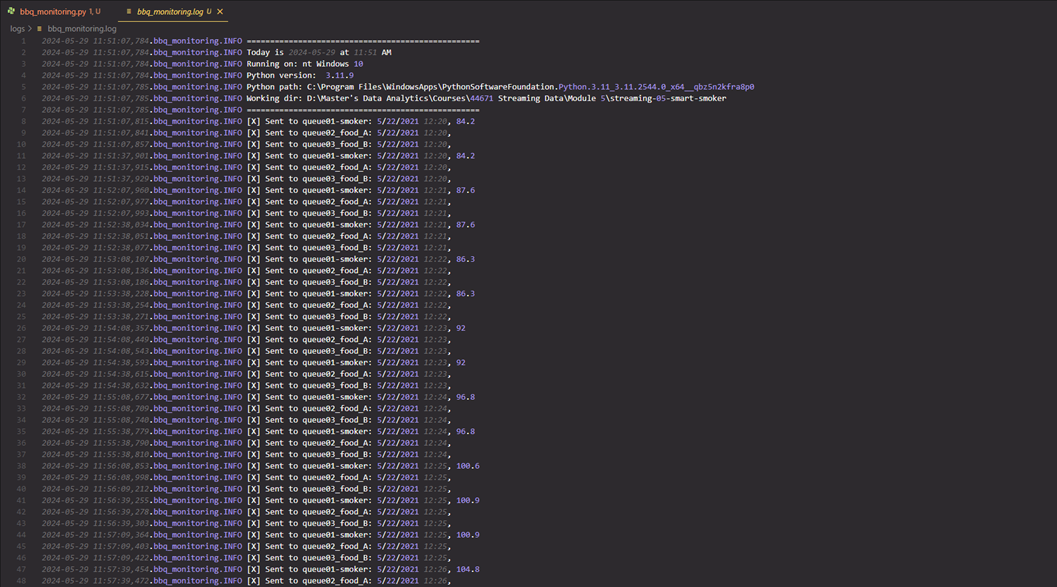 bbq_monitoring.py 1, U bbq_monitoring.log U ×
logs > bbq_monitoring.log
1 2024-05-29 11:51:07,784.bbq_monitoring.INFO ===================================================
2 2024-05-29 11:51:07,784.bbq_monitoring.INFO Today is 2024-05-29 at 11:51 AM
3 2024-05-29 11:51:07,784.bbq_monitoring.INFO Running on: nt Windows 10
4 2024-05-29 11:51:07,784.bbq_monitoring.INFO Python version: 3.11.9
5 2024-05-29 11:51:07,785.bbq_monitoring.INFO Python path: C:\Program Files\WindowsApps\PythonSoftwareFoundation.Python.3.11_3.11.2544.0_x64__qbz5n2kfra8p0
6 2024-05-29 11:51:07,785.bbq_monitoring.INFO Working dir: D:\Master's Data Analytics\Courses\44671 Streaming Data\Module 5\streaming-05-smart-smoker
7 2024-05-29 11:51:07,785.bbq_monitoring.INFO ===================================================
8 2024-05-29 11:51:07,815.bbq_monitoring.INFO [X] Sent to queue01-smoker: 5/22/2021 12:20, 84.2
9 2024-05-29 11:51:07,841.bbq_monitoring.INFO [X] Sent to queue02_food_A: 5/22/2021 12:20,
10 2024-05-29 11:51:07,857.bbq_monitoring.INFO [X] Sent to queue03_food_B: 5/22/2021 12:20,
11 2024-05-29 11:51:37,901.bbq_monitoring.INFO [X] Sent to queue01-smoker: 5/22/2021 12:20, 84.2
12 2024-05-29 11:51:37,915.bbq_monitoring.INFO [X] Sent to queue02_food_A: 5/22/2021 12:20,
13 2024-05-29 11:51:37,929.bbq_monitoring.INFO [X] Sent to queue03_food_B: 5/22/2021 12:20,
14 2024-05-29 11:52:07,960.bbq_monitoring.INFO [X] Sent to queue01-smoker: 5/22/2021 12:21, 87.6
15 2024-05-29 11:52:07,977.bbq_monitoring.INFO [X] Sent to queue02_food_A: 5/22/2021 12:21,
16 2024-05-29 11:52:07,993.bbq_monitoring.INFO [X] Sent to queue03_food_B: 5/22/2021 12:21,
17 2024-05-29 11:52:38,034.bbq_monitoring.INFO [X] Sent to queue01-smoker: 5/22/2021 12:21, 87.6
18 2024-05-29 11:52:38,051.bbq_monitoring.INFO [X] Sent to queue02_food_A: 5/22/2021 12:21,
19 2024-05-29 11:52:38,077.bbq_monitoring.INFO [X] Sent to queue03_food_B: 5/22/2021 12:21,
20 2024-05-29 11:53:08,107.bbq_monitoring.INFO [X] Sent to queue01-smoker: 5/22/2021 12:22, 86.3
21 2024-05-29 11:53:08,136.bbq_monitoring.INFO [X] Sent to queue02_food_A: 5/22/2021 12:22,
22 2024-05-29 11:53:08,186.bbq_monitoring.INFO [X] Sent to queue03_food_B: 5/22/2021 12:22,
23 2024-05-29 11:53:38,228.bbq_monitoring.INFO [X] Sent to queue01-smoker: 5/22/2021 12:22, 86.3
24 2024-05-29 11:53:38,254.bbq_monitoring.INFO [X] Sent to queue02_food_A: 5/22/2021 12:22,
25 2024-05-29 11:53:38,271.bbq_monitoring.INFO [X] Sent to queue03_food_B: 5/22/2021 12:22,
26 2024-05-29 11:54:08,357.bbq_monitoring.INFO [X] Sent to queue01-smoker: 5/22/2021 12:23, 92
27 2024-05-29 11:54:08,449.bbq_monitoring.INFO [X] Sent to queue02_food_A: 5/22/2021 12:23,
28 2024-05-29 11:54:08,543.bbq_monitoring.INFO [X] Sent to queue03_food_B: 5/22/2021 12:23,
29 2024-05-29 11:54:38,593.bbq_monitoring.INFO [X] Sent to queue01-smoker: 5/22/2021 12:23, 92
30 2024-05-29 11:54:38,615.bbq_monitoring.INFO [X] Sent to queue02_food_A: 5/22/2021 12:23,
31 2024-05-29 11:54:38,632.bbq_monitoring.INFO [X] Sent to queue03_food_B: 5/22/2021 12:23,
32 2024-05-29 11:55:08,677.bbq_monitoring.INFO [X] Sent to queue01-smoker: 5/22/2021 12:24, 96.8
33 2024-05-29 11:55:08,709.bbq_monitoring.INFO [X] Sent to queue02_food_A: 5/22/2021 12:24,
34 2024-05-29 11:55:08,740.bbq_monitoring.INFO [X] Sent to queue03_food_B: 5/22/2021 12:24,
35 2024-05-29 11:55:38,779.bbq_monitoring.INFO [X] Sent to queue01-smoker: 5/22/2021 12:24, 96.8
36 2024-05-29 11:55:38,790.bbq_monitoring.INFO [X] Sent to queue02_food_A: 5/22/2021 12:24,
37 2024-05-29 11:55:38,810.bbq_monitoring.INFO [X] Sent to queue03_food_B: 5/22/2021 12:24,
38 2024-05-29 11:56:08,853.bbq_monitoring.INFO [X] Sent to queue01-smoker: 5/22/2021 12:25, 100.6
39 2024-05-29 11:56:08,998.bbq_monitoring.INFO [X] Sent to queue02_food_A: 5/22/2021 12:25,
40 2024-05-29 11:56:09,212.bbq_monitoring.INFO [X] Sent to queue03_food_B: 5/22/2021 12:25,
41 2024-05-29 11:56:39,255.bbq_monitoring.INFO [X] Sent to queue01-smoker: 5/22/2021 12:25, 100.9
42 2024-05-29 11:56:39,278.bbq_monitoring.INFO [X] Sent to queue02_food_A: 5/22/2021 12:25,
43 2024-05-29 11:56:39,303.bbq_monitoring.INFO [X] Sent to queue03_food_B: 5/22/2021 12:25,
44 2024-05-29 11:57:09,364.bbq_monitoring.INFO [X] Sent to queue01-smoker: 5/22/2021 12:25, 100.9
45 2024-05-29 11:57:09,403.bbq_monitoring.INFO [X] Sent to queue02_food_A: 5/22/2021 12:25,
46 2024-05-29 11:57:09,422.bbq_monitoring.INFO [X] Sent to queue03_food_B: 5/22/2021 12:25,
47 2024-05-29 11:57:39,454.bbq_monitoring.INFO [X] Sent to queue01-smoker: 5/22/2021 12:26, 104.8
48 2024-05-29 11:57:39,472.bbq_monitoring.INFO [X] Sent to queue02_food_A: 5/22/2021 12:26,